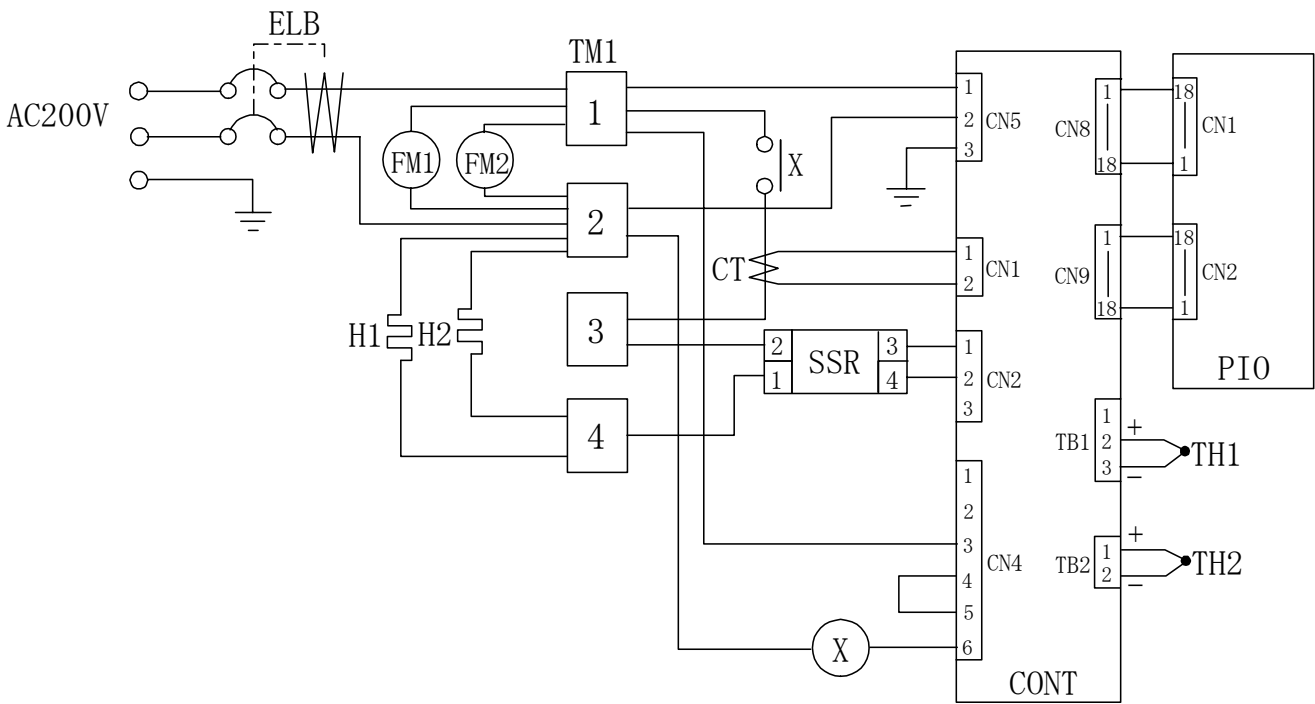 ELB
TM1
AC200V
1
FM1
FM2
X
2
3
4
H1
H2
CT
1
2
3
CN5
1
2
CN1
2
1
SSR
3
4
1
2
3
CN2
1
2
3
4
5
6
CN4
X
CONT
1
18
CN8
1
18
CN9
1
2
3
TB1
+
−
TH1
1
2
TB2
+
−
TH2
18
1
CN1
18
1
CN2
PIO